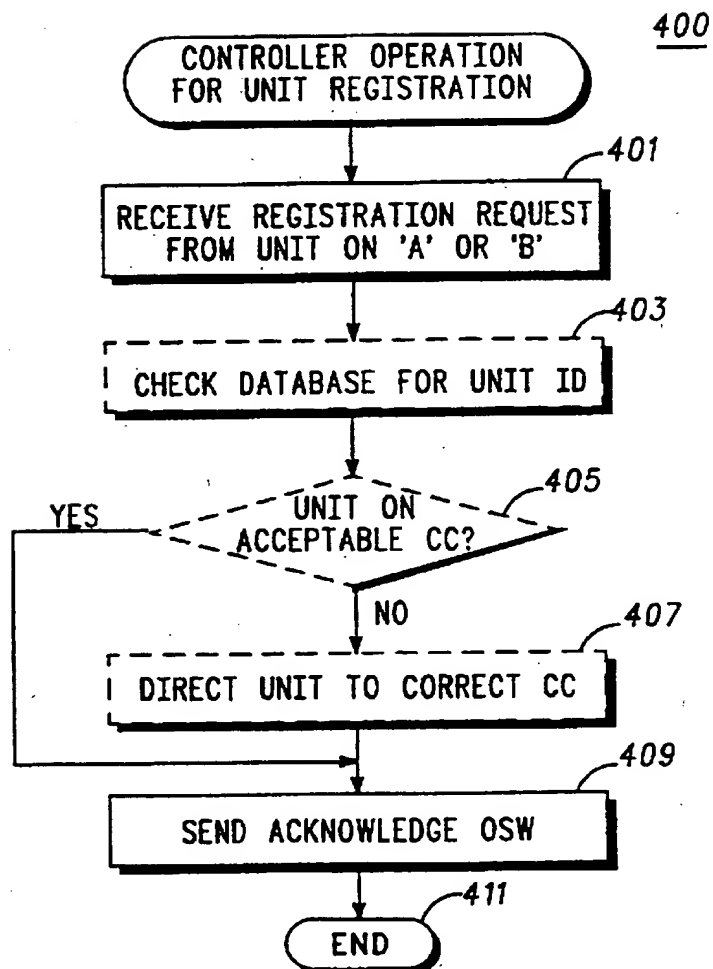 400
CONTROLLER OPERATION
FOR UNIT REGISTRATION
401
RECEIVE REGISTRATION REQUEST
FROM UNIT ON 'A' OR 'B'
403
CHECK DATABASE FOR UNIT ID
405
UNIT ON
ACCEPTABLE CC?
YES
NO
407
DIRECT UNIT TO CORRECT CC
409
SEND ACKNOWLEDGE OSW
411
END